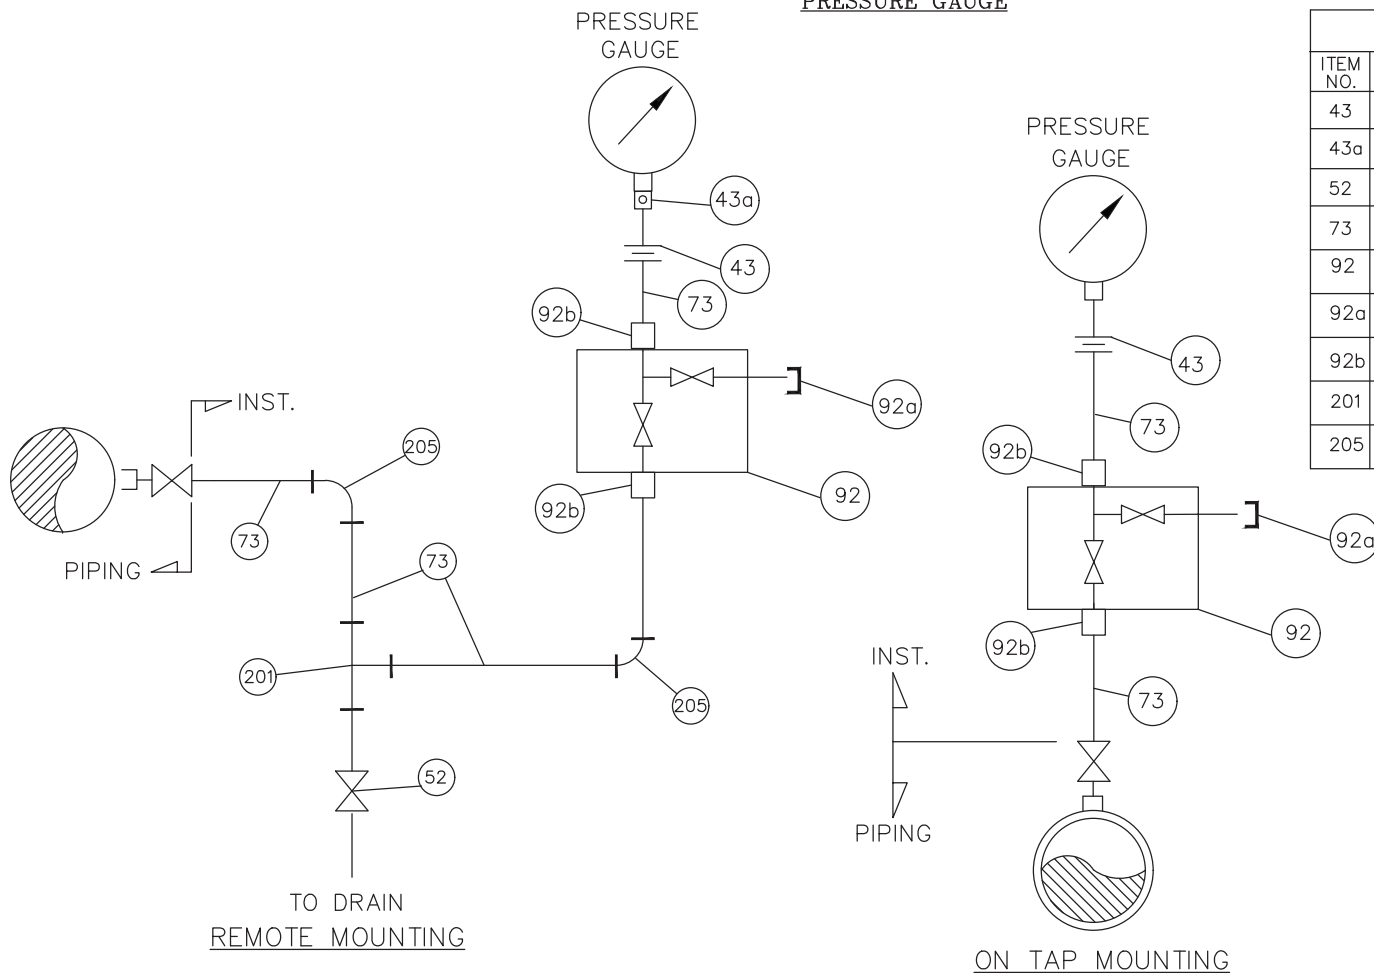 PRESSURE GAUGE
PRESSURE
GAUGE
43a
43
73
92b
92a
92b
92
INST.
205
73
PIPING
73
201
205
52
TO DRAIN
REMOTE MOUNTING
PRESSURE
GAUGE
43
73
92b
92a
92
92b
73
INST.
PIPING
ON TAP MOUNTING
ITEM
NO.
43
43a
52
73
92
92a
92b
201
205